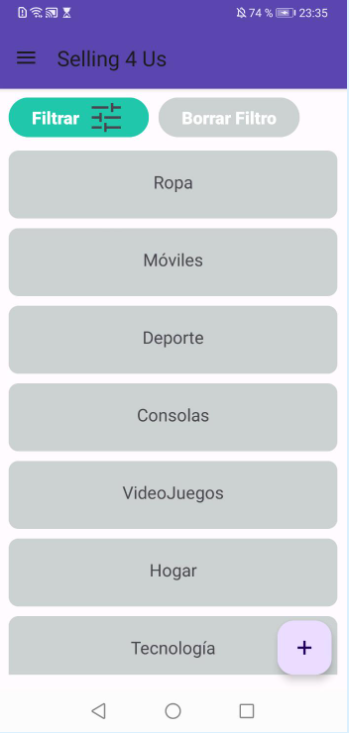 74 % 23:35
Selling 4 Us
Filtrar Borrar Filtro
Ropa
Móviles
Deporte
Consolas
VideoJuegos
Hogar
Tecnología +